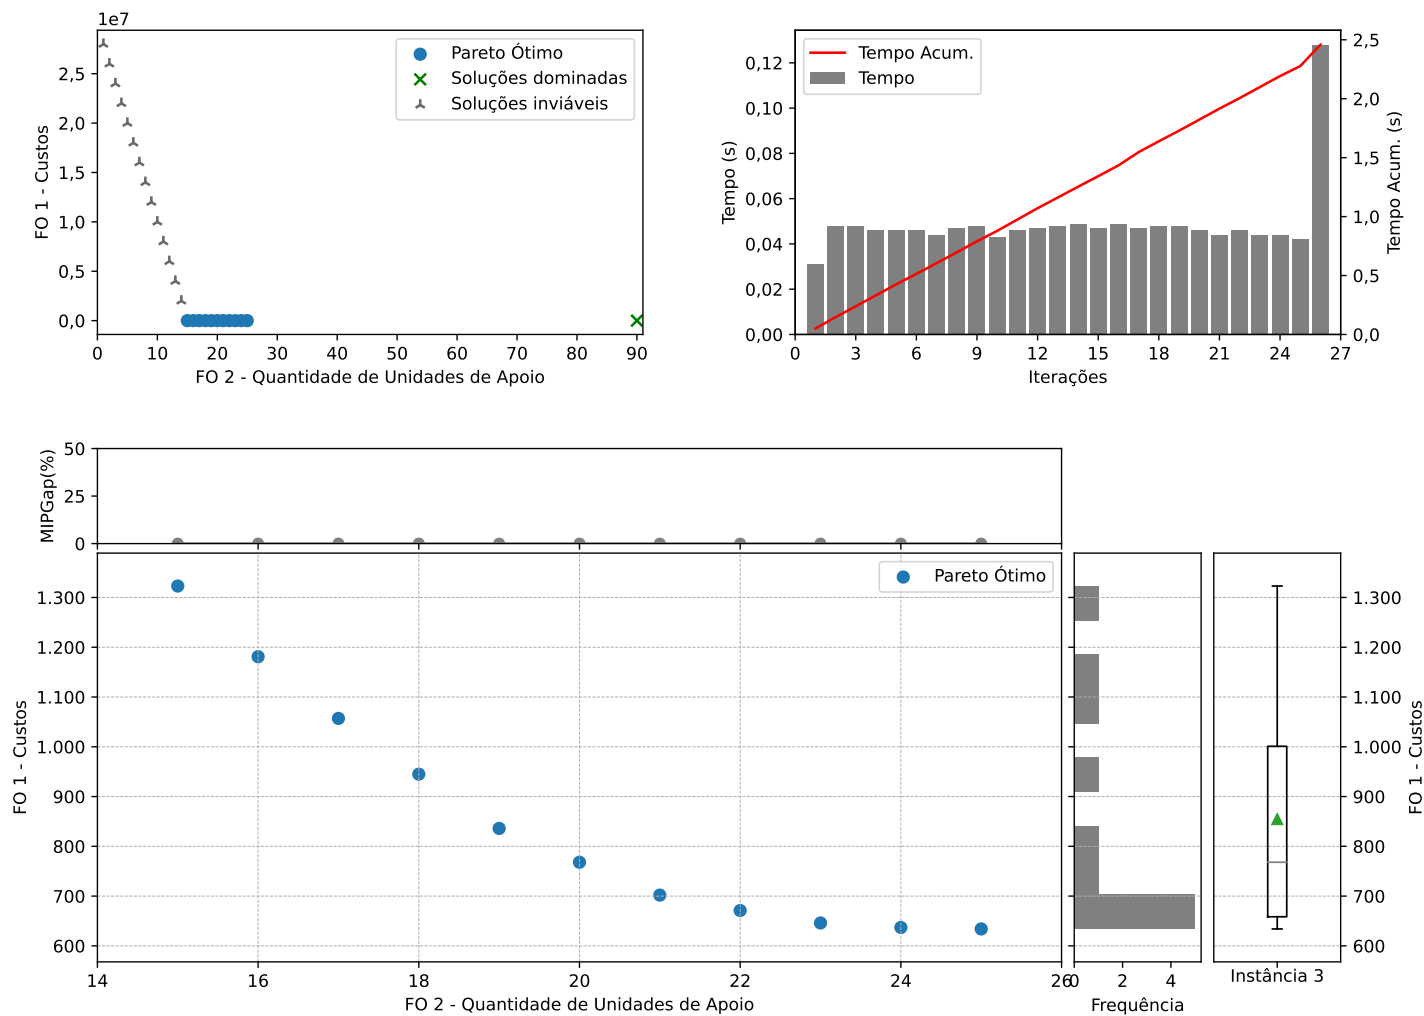 1e7
Pareto Ótimo
Soluções dominadas
Soluções inviáveis
2,5
2,0
1,5
1,0
0,5
0,0
FO 1 - Custos
0 10 20 30 40 50 60 70 80 90
FO 2 - Quantidade de Unidades de Apoio
Tempo Acum.
Tempo
0,12
0,10
0,08
0,06
0,04
0,02
0,00
Tempo (s)
2,5
2,0
1,5
1,0
0,5
0,0
Tempo Acum. (s)
0 3 6 9 12 15 18 21 24 27
Iterações
50
25
0
MIPGap(%)
Pareto Ótimo
1.300
1.200
1.100
1.000
900
800
700
600
FO 1 - Custos
14 16 18 20 22 24 26
FO 2 - Quantidade de Unidades de Apoio
0 2 4
Frequência
Instância 3
1.300
1.200
1.100
1.000
900
800
700
600
FO 1 - Custos